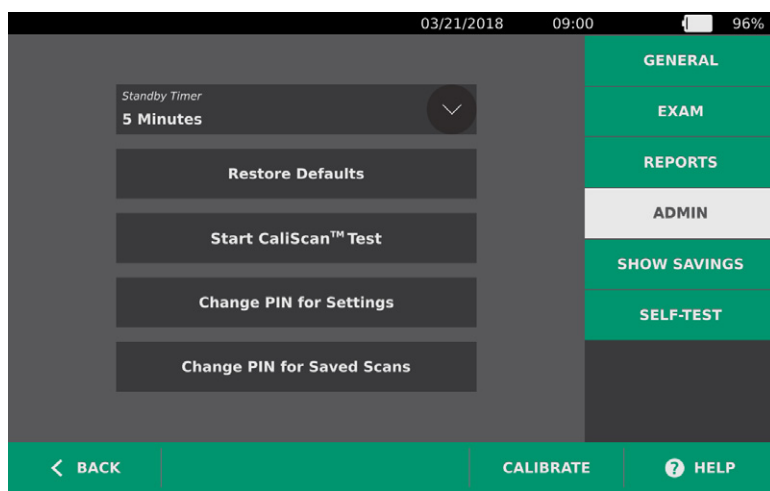 03/21/2018 09:00 96%
Standby Timer
5 Minutes
Restore Defaults
Start CaliScan™ Test
Change PIN for Settings
Change PIN for Saved Scans
GENERAL
EXAM
REPORTS
ADMIN
SHOW SAVINGS
SELF-TEST
BACK CALIBRATE ? HELP